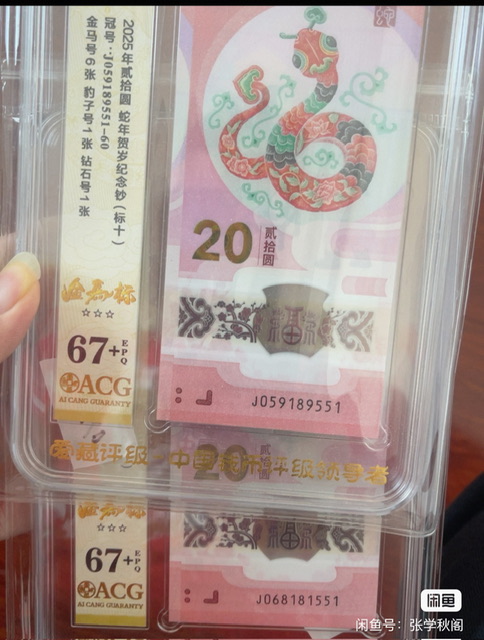 2025年贰拾圆 蛇年贺岁纪念钞(标十)
冠号:J059189551-60
金马号6张 豹子号1张 钻石号1张
☆☆☆
67+EPQ
ACG
AI CANG GUARANTY
20
贰拾圆
J059189551
爱藏评级-中国钱币评级领导者
☆☆☆
67+EPQ
ACG
AI CANG GUARANTY
20
J068181551
闲鱼
闲鱼号:张学秋阁